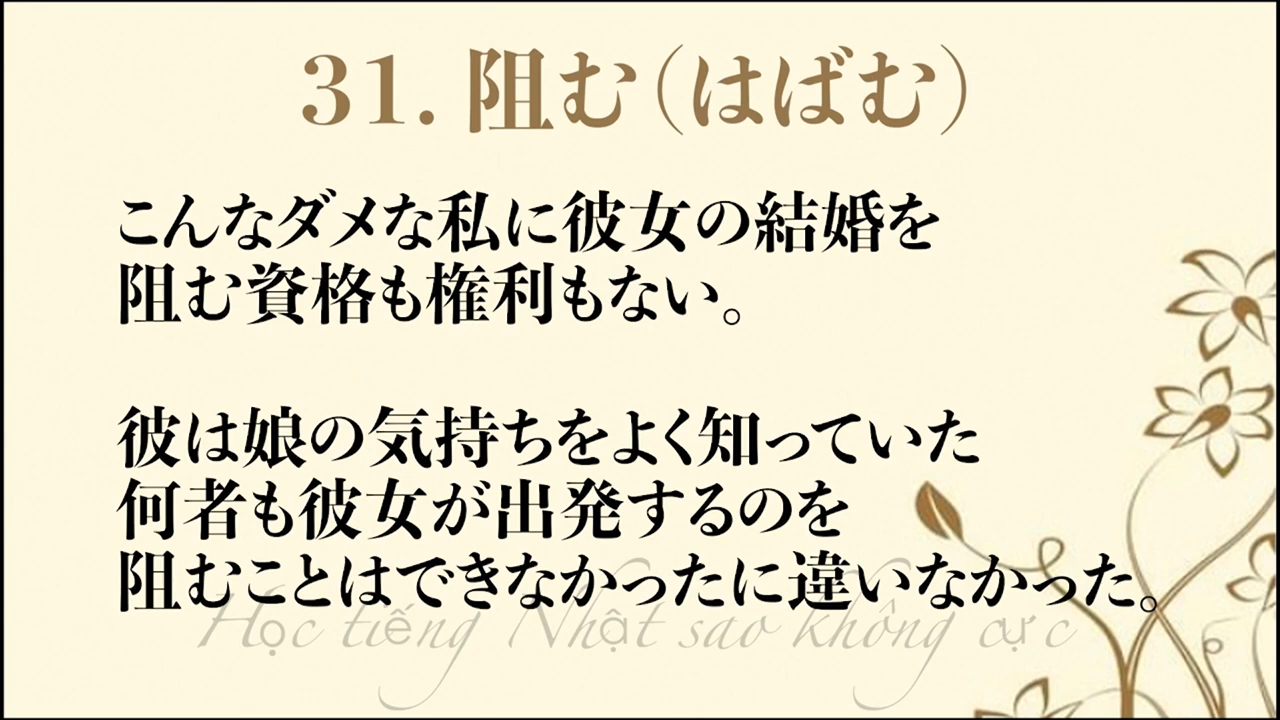 31. 阻む（はばむ）
こんなダメな私に彼女の結婚を
阻む資格も権利もない。
彼は娘の気持ちをよく知っていた
何者も彼女が出発するのを
阻むことはできなかったに違いなかった。
Học tiếng Nhật sao không cực